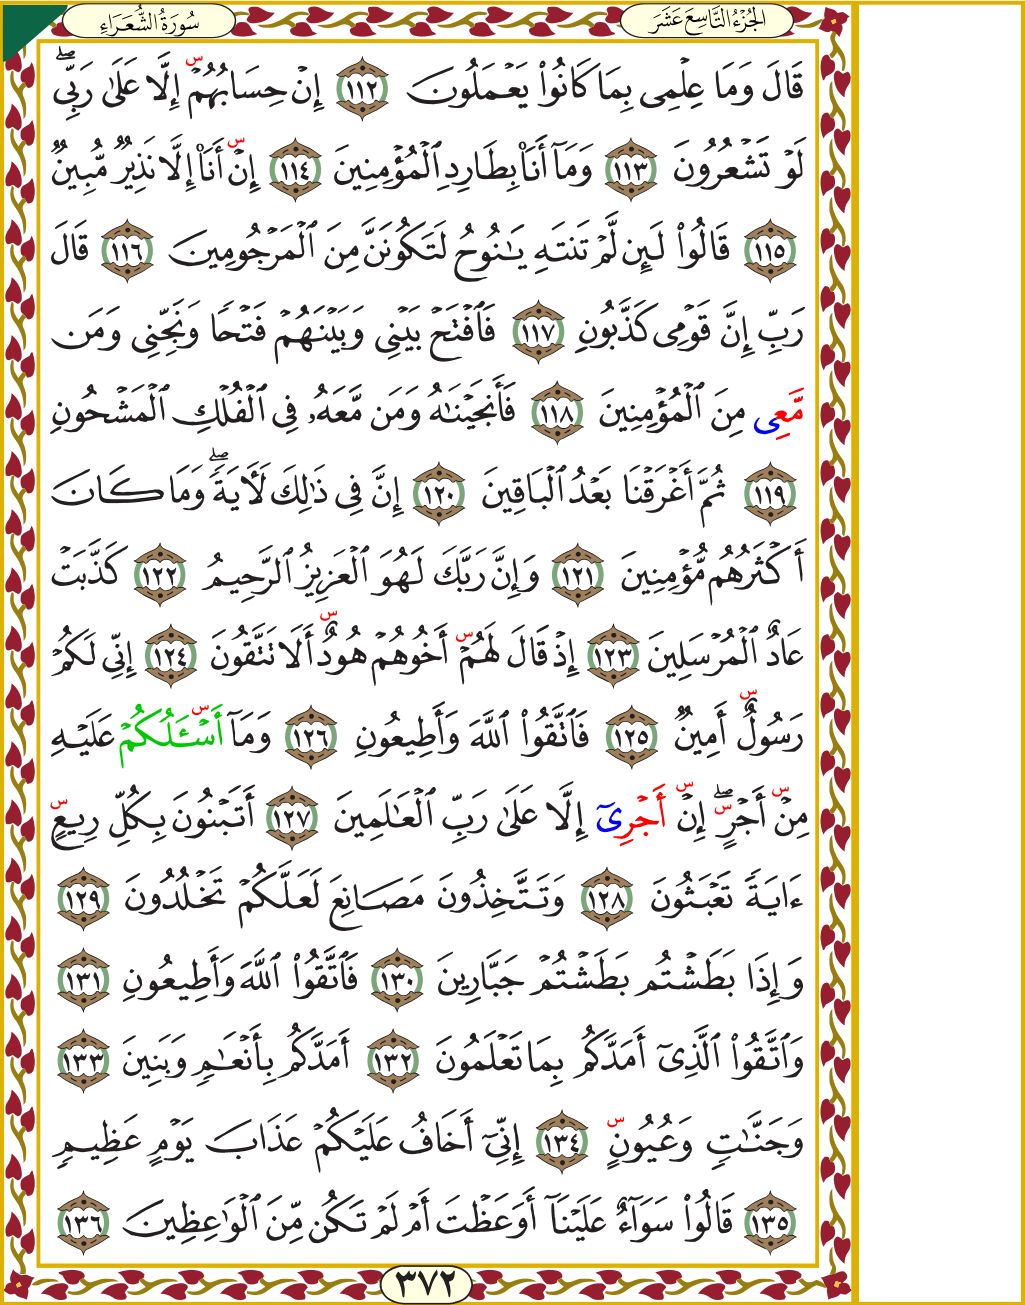 الجُزْءُ التَّاسِعَ عَشَرَ
سُورَةُ الشُّعَرَاءِ
قَالَ وَمَا عِلْمِى بِمَا كَانُوا۟ يَعْمَلُونَ ١١٢ إِنْ حِسَابُهُمْ إِلَّا عَلَىٰ رَبِّى ۖ
لَوْ تَشْعُرُونَ ١١٣ وَمَآ أَنَا۠ بِطَارِدِ ٱلْمُؤْمِنِينَ ١١٤ إِنْ أَنَا۠ إِلَّا نَذِيرٌ مُّبِينٌ
١١٥ قَالُوا۟ لَئِن لَّمْ تَنتَهِ يَـٰنُوحُ لَتَكُونَنَّ مِنَ ٱلْمَرْجُومِينَ ١١٦ قَالَ
رَبِّ إِنَّ قَوْمِى كَذَّبُونِ ١١٧ فَٱفْتَحْ بَيْنِى وَبَيْنَهُمْ فَتْحًا وَنَجِّنِى وَمَن
مَّعِى مِنَ ٱلْمُؤْمِنِينَ ١١٨ فَأَنجَيْنَـٰهُ وَمَن مَّعَهُۥ فِى ٱلْفُلْكِ ٱلْمَشْحُونِ
١١٩ ثُمَّ أَغْرَقْنَا بَعْدُ ٱلْبَاقِينَ ١٢٠ إِنَّ فِى ذَٰلِكَ لَـَٔايَةً ۖ وَمَا كَانَ
أَكْثَرُهُم مُّؤْمِنِينَ ١٢١ وَإِنَّ رَبَّكَ لَهُوَ ٱلْعَزِيزُ ٱلرَّحِيمُ ١٢٢ كَذَّبَتْ
عَادٌ ٱلْمُرْسَلِينَ ١٢٣ إِذْ قَالَ لَهُمْ أَخُوهُمْ هُودٌ أَلَا تَتَّقُونَ ١٢٤ إِنِّى لَكُمْ
رَسُولٌ أَمِينٌ ١٢٥ فَٱتَّقُوا۟ ٱللَّهَ وَأَطِيعُونِ ١٢٦ وَمَآ أَسْـَٔلُكُمْ عَلَيْهِ
مِنْ أَجْرٍ ۖ إِنْ أَجْرِىَ إِلَّا عَلَىٰ رَبِّ ٱلْعَـٰلَمِينَ ١٢٧ أَتَبْنُونَ بِكُلِّ رِيعٍ
ءَايَةً تَعْبَثُونَ ١٢٨ وَتَتَّخِذُونَ مَصَانِعَ لَعَلَّكُمْ تَخْلُدُونَ ١٢٩
وَإِذَا بَطَشْتُم بَطَشْتُمْ جَبَّارِينَ ١٣٠ فَٱتَّقُوا۟ ٱللَّهَ وَأَطِيعُونِ ١٣١
وَٱتَّقُوا۟ ٱلَّذِىٓ أَمَدَّكُم بِمَا تَعْلَمُونَ ١٣٢ أَمَدَّكُم بِأَنْعَـٰمٍ وَبَنِينَ ١٣٣
وَجَنَّـٰتٍ وَعُيُونٍ ١٣٤ إِنِّىٓ أَخَافُ عَلَيْكُمْ عَذَابَ يَوْمٍ عَظِيمٍ
١٣٥ قَالُوا۟ سَوَآءٌ عَلَيْنَآ أَوَعَظْتَ أَمْ لَمْ تَكُن مِّنَ ٱلْوَٰعِظِينَ ١٣٦
٣٧٢